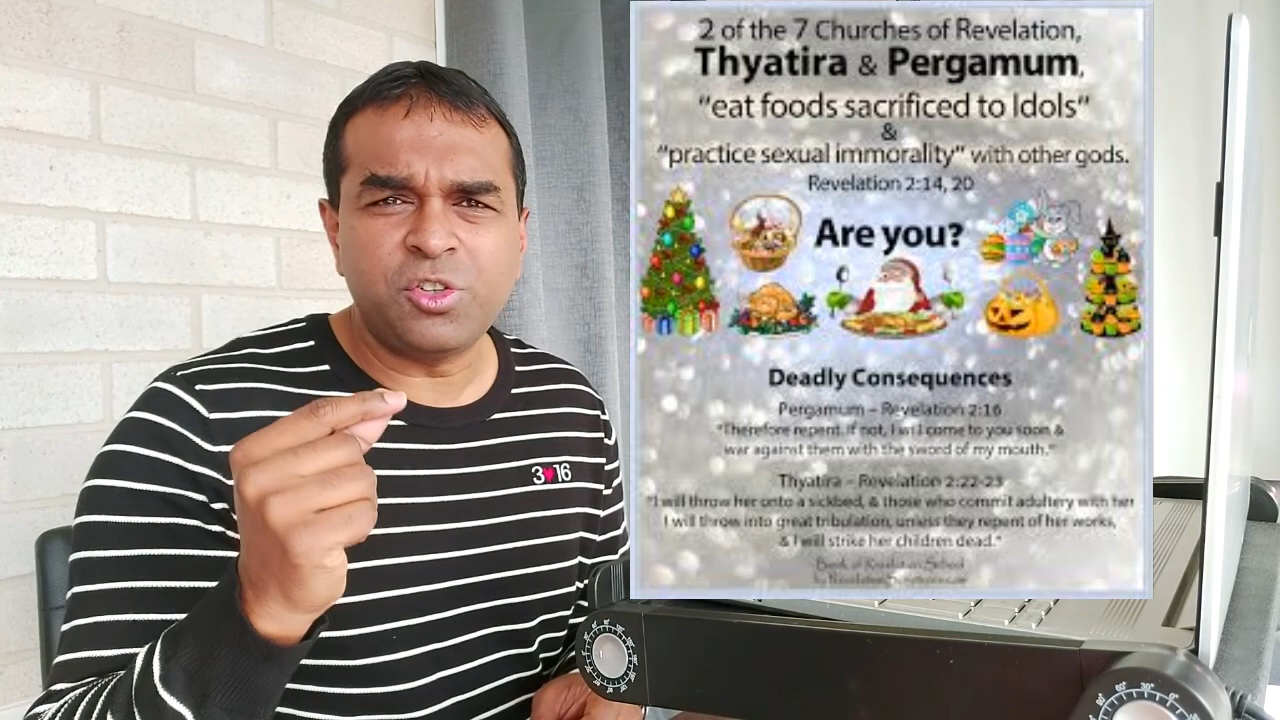 2 of the 7 Churches of Revelation,
Thyatira & Pergamum,
"eat foods sacrificed to Idols"
&
"practice sexual immorality" with other gods.
Revelation 2:14, 20
Are you?
Deadly Consequences
Pergamum – Revelation 2:16
"Therefore repent. If not, I will come to you soon &
war against them with the sword of my mouth."
Thyatira – Revelation 2:22-23
"I will throw her onto a sickbed, & those who commit adultery with her
I will throw into great tribulation, unless they repent of her works,
& I will strike her children dead."
Book of Revelation School
by
3♥16